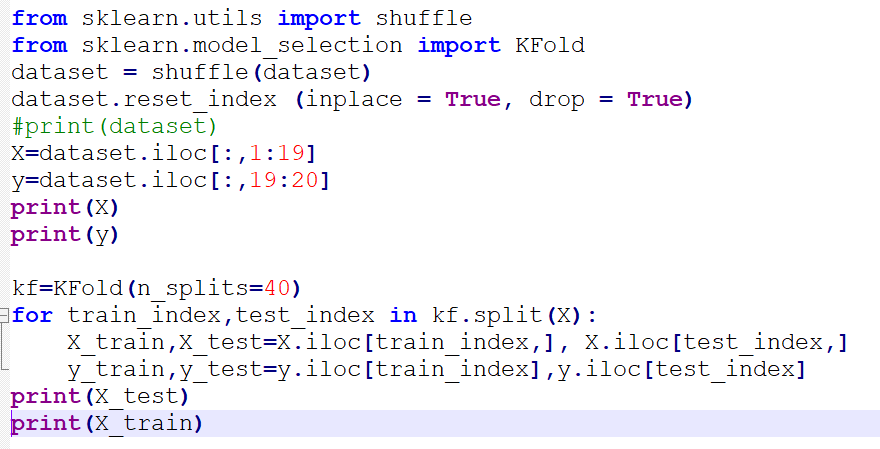 from sklearn.utils import shuffle
from sklearn.model_selection import KFold
dataset = shuffle(dataset)
dataset.reset_index (inplace = True, drop = True)
#print(dataset)
X=dataset.iloc[:,1:19]
y=dataset.iloc[:,19:20]
print(X)
print(y)

kf=KFold(n_splits=40)
for train_index,test_index in kf.split(X):
    X_train,X_test=X.iloc[train_index,], X.iloc[test_index,]
    y_train,y_test=y.iloc[train_index],y.iloc[test_index]
print(X_test)
print(X_train)